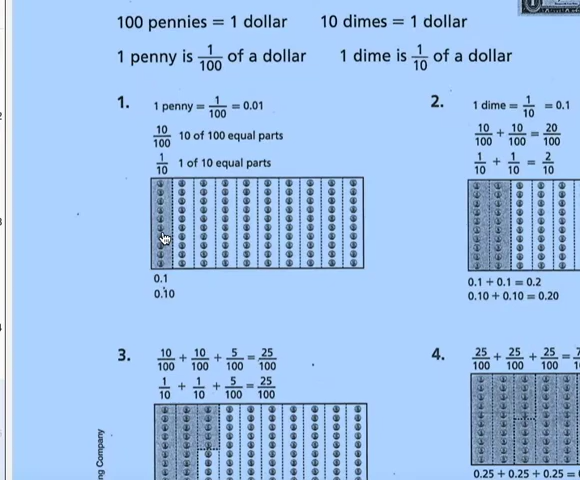 100 pennies = 1 dollar 10 dimes = 1 dollar
1 penny is 1/100 of a dollar 1 dime is 1/10 of a dollar
1. 1 penny = 1/100 = 0.01
10/100 10 of 100 equal parts
1/10 1 of 10 equal parts
0.1
0.10
2. 1 dime = 1/10 = 0.1
10/100 + 10/100 = 20/100
1/10 + 1/10 = 2/10
0.1 + 0.1 = 0.2
0.10 + 0.10 = 0.20
3. 10/100 + 10/100 + 5/100 = 25/100
1/10 + 1/10 + 5/100 = 25/100
4. 25/100 + 25/100 + 25/100 =
0.25 + 0.25 + 0.25 =
ng Company